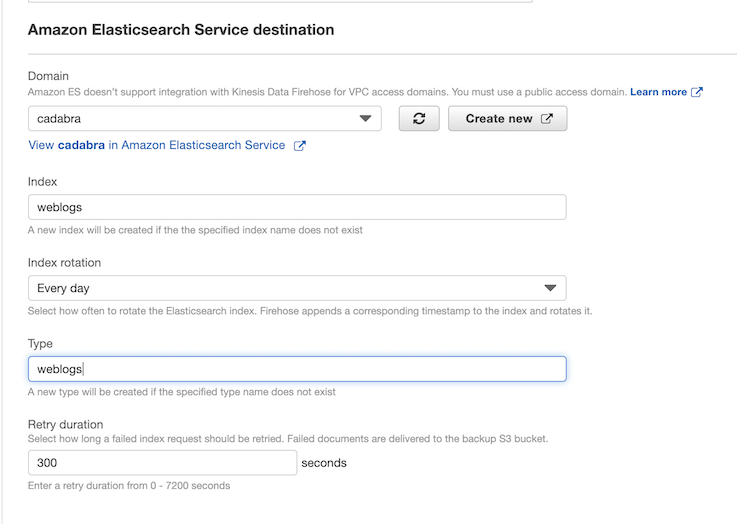 Amazon Elasticsearch Service destination
Domain
Amazon ES doesn't support integration with Kinesis Data Firehose for VPC access domains. You must use a public access domain. Learn more
cadabra
Create new
View cadabra in Amazon Elasticsearch Service
Index
weblogs
A new index will be created if the the specified index name does not exist
Index rotation
Every day
Select how often to rotate the Elasticsearch index. Firehose appends a corresponding timestamp to the index and rotates it.
Type
weblogs
A new type will be created if the specified type name does not exist
Retry duration
Select how long a failed index request should be retried. Failed documents are delivered to the backup S3 bucket.
300 seconds
Enter a retry duration from 0 - 7200 seconds